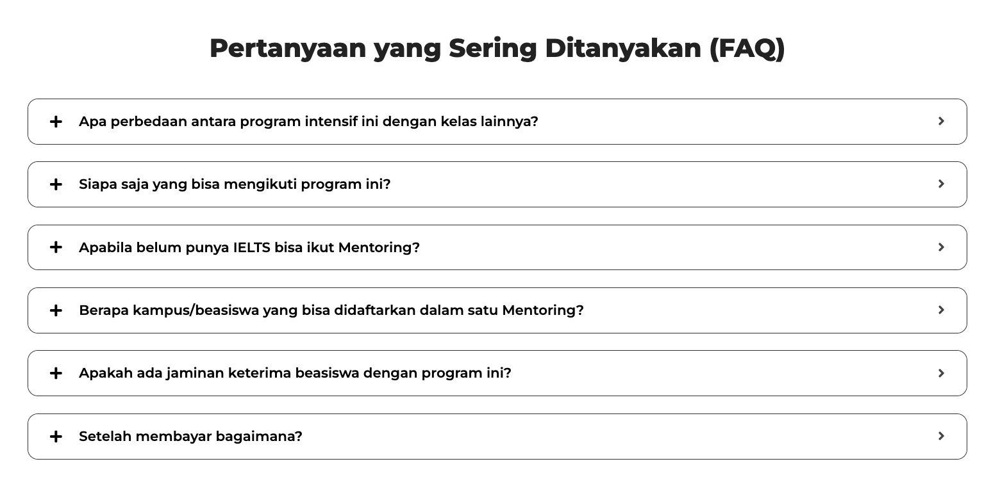 Pertanyaan yang Sering Ditanyakan (FAQ)
Apa perbedaan antara program intensif ini dengan kelas lainnya?
Siapa saja yang bisa mengikuti program ini?
Apabila belum punya IELTS bisa ikut Mentoring?
Berapa kampus/beasiswa yang bisa didaftarkan dalam satu Mentoring?
Apakah ada jaminan keterima beasiswa dengan program ini?
Setelah membayar bagaimana?